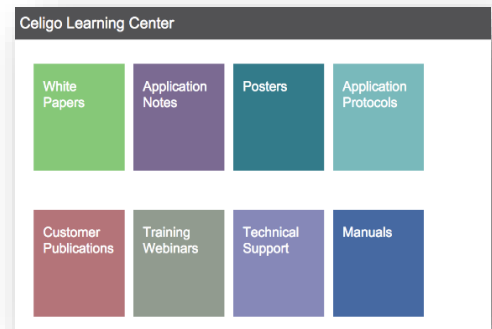 Celigo Learning Center
White
Papers
Application
Notes
Posters
Application
Protocols
Customer
Publications
Training
Webinars
Technical
Support
Manuals